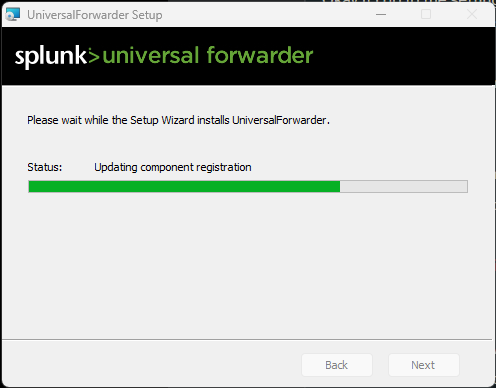 UniversalForwarder Setup
splunk> universal forwarder
Please wait while the Setup Wizard installs UniversalForwarder.
Status: Updating component registration
Back Next